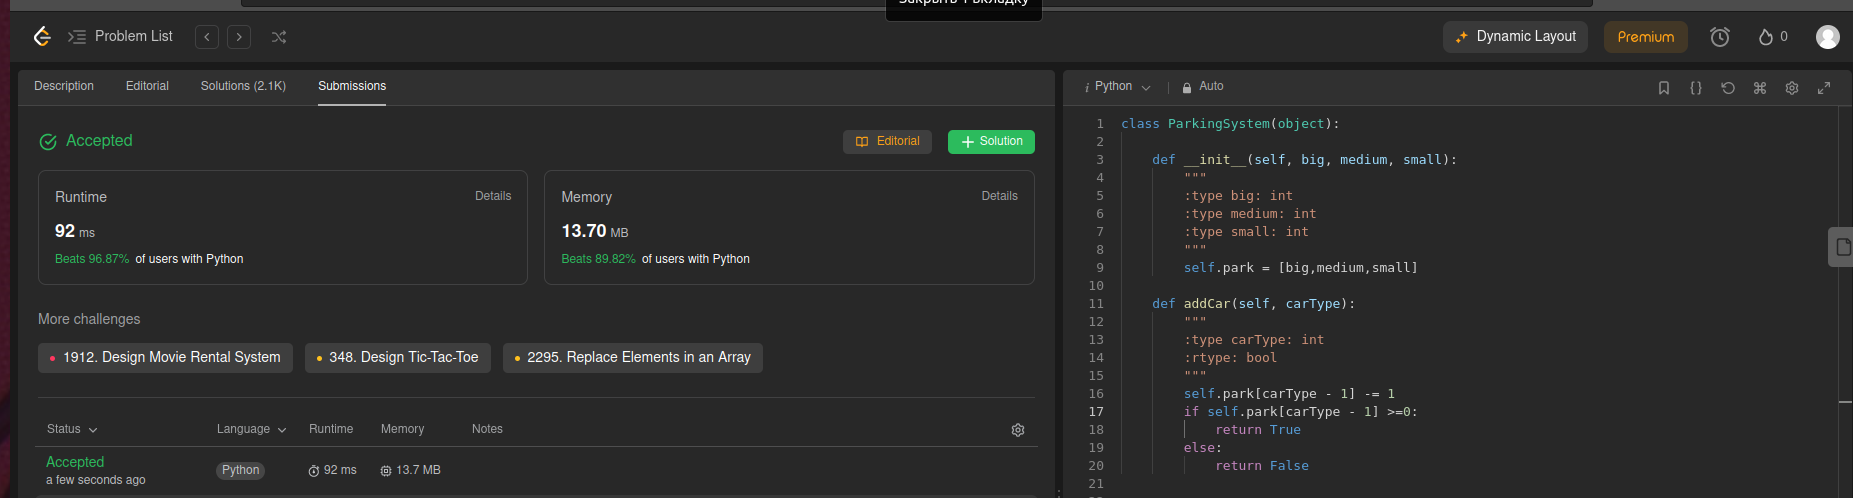 Закрыть 1 вкладку
Problem List
Dynamic Layout
Premium
0
Description Editorial Solutions (2.1K) Submissions
Accepted
Editorial
Solution
Runtime Details
92 ms
Beats 96.87% of users with Python
Memory Details
13.70 MB
Beats 89.82% of users with Python
More challenges
1912. Design Movie Rental System
348. Design Tic-Tac-Toe
2295. Replace Elements in an Array
Status Language Runtime Memory Notes
Accepted
a few seconds ago
Python 92 ms 13.7 MB
i Python Auto
1 class ParkingSystem(object):
2
3 def __init__(self, big, medium, small):
4 """
5 :type big: int
6 :type medium: int
7 :type small: int
8 """
9 self.park = [big,medium,small]
10
11 def addCar(self, carType):
12 """
13 :type carType: int
14 :rtype: bool
15 """
16 self.park[carType - 1] -= 1
17 if self.park[carType - 1] >=0:
18 return True
19 else:
20 return False
21